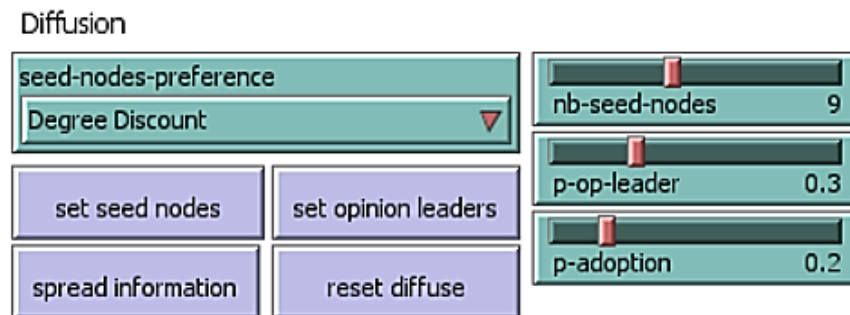 Diffusion
seed-nodes-preference
Degree Discount
set seed nodes
set opinion leaders
spread information
reset diffuse
nb-seed-nodes 9
p-op-leader 0.3
p-adoption 0.2